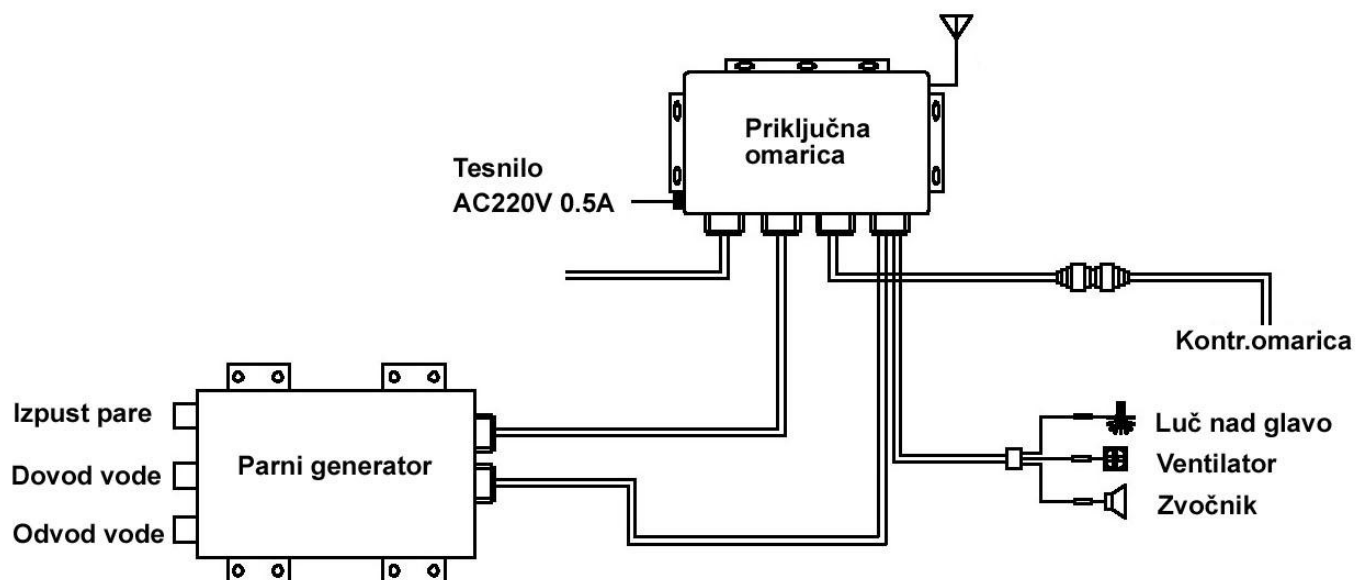 Priključna
omarica
Tesnilo
AC220V 0.5A
Kontr.omarica
Izpust pare
Dovod vode
Odvod vode
Parni generator
Luč nad glavo
Ventilator
Zvočnik